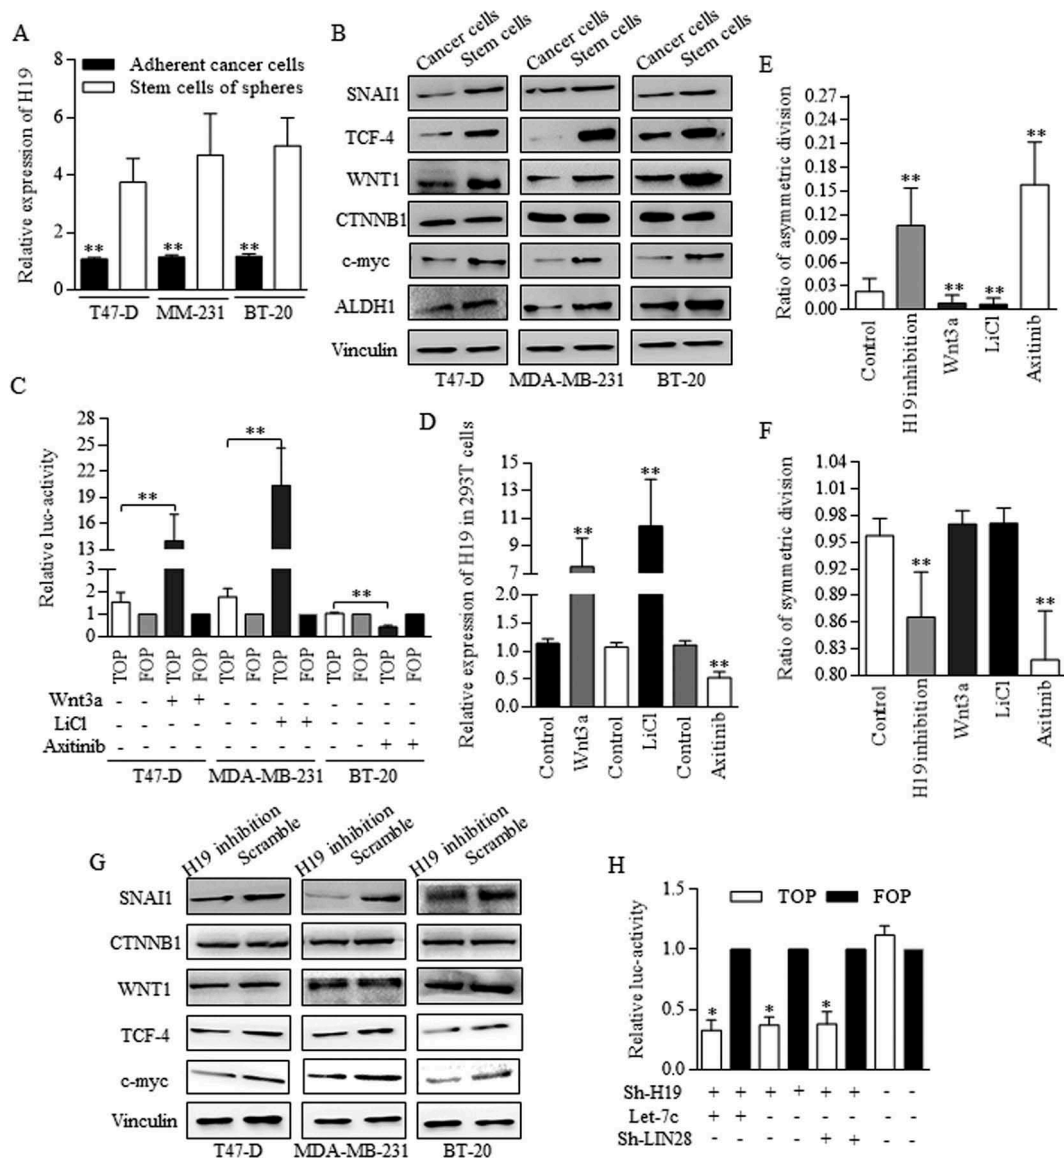 A
Relative expression of H19
8
6
4
2
0
Adherent cancer cells
Stem cells of spheres
**
**
**
T47-D
MM-231
BT-20
B
Cancer cells
Stem cells
Cancer cells
Stem cells
Cancer cells
Stem cells
SNAI1
TCF-4
WNT1
CTNNB1
c-myc
ALDH1
Vinculin
T47-D
MDA-MB-231
BT-20
E
Ratio of asymmetric division
0.27
0.24
0.21
0.18
0.15
0.12
0.09
0.06
0.03
0.00
**
**
**
**
Control
H19 inhibition
Wnt3a
LiCl
Axitinib
C
Relative luc-activity
28
25
22
19
16
13
3
2
1
0
**
**
**
TOP
FOP
TOP
FOP
TOP
FOP
TOP
FOP
TOP
FOP
TOP
FOP
Wnt3a - - + + - - - - - - - -
LiCl - - - - - - + + - - - -
Axitinib - - - - - - - - - - + +
T47-D
MDA-MB-231
BT-20
D
Relative expression of H19 in 293T cells
15
13
11
9
7
2.0
1.5
1.0
0.5
0.0
**
**
**
Control
Wnt3a
Control
LiCl
Control
Axitinib
F
Ratio of symmetric division
1.04
1.01
0.98
0.95
0.92
0.89
0.86
0.83
0.80
**
**
Control
H19 inhibition
Wnt3a
LiCl
Axitinib
G
H19 inhibition
Scramble
H19 inhibition
Scramble
H19 inhibition
Scramble
SNAI1
CTNNB1
WNT1
TCF-4
c-myc
Vinculin
T47-D
MDA-MB-231
BT-20
H
Relative luc-activity
1.5
1.0
0.5
0.0
TOP
FOP
*
*
*
Sh-H19 + + + + + + - -
Let-7c + + - - - - - -
Sh-LIN28 - - - - + + - -